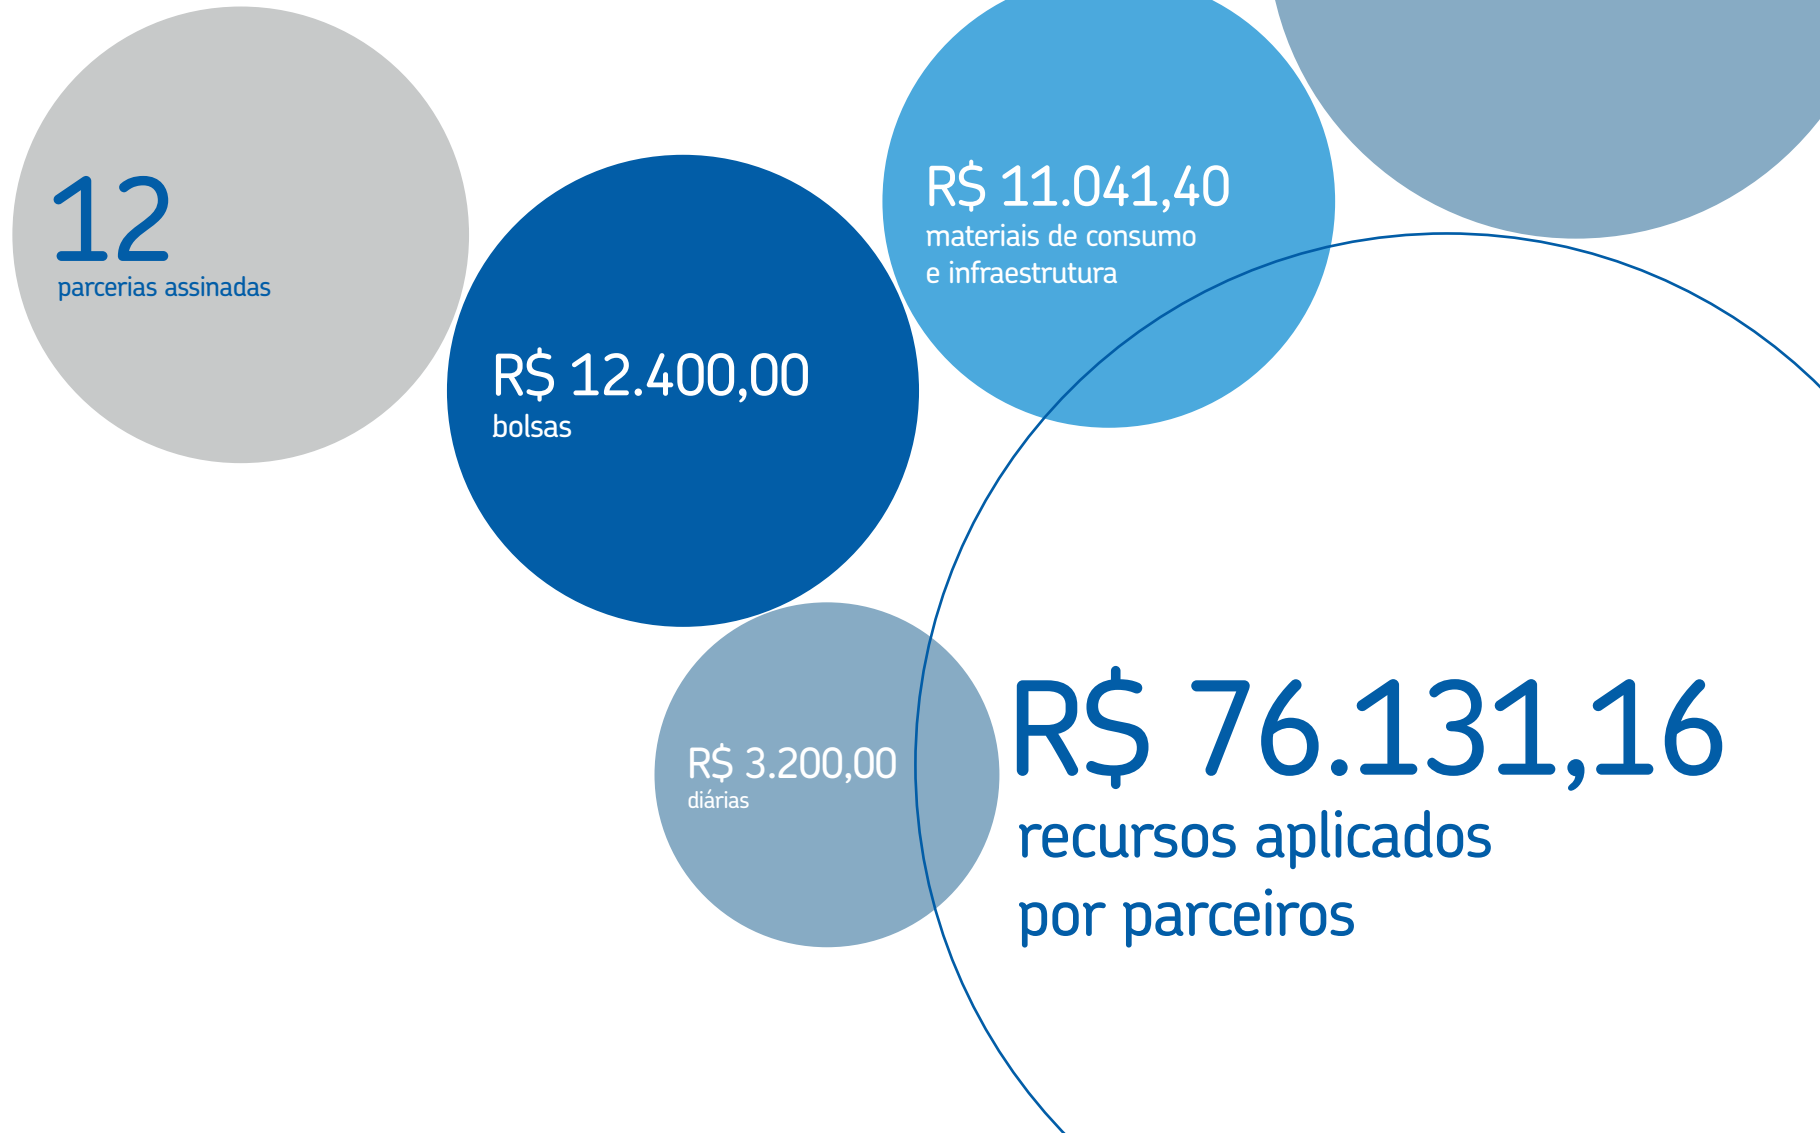 12
parcerias assinadas
R$ 12.400,00
bolsas
R$ 11.041,40
materiais de consumo
e infraestrutura
R$ 3.200,00
diárias
R$ 76.131,16
recursos aplicados
por parceiros